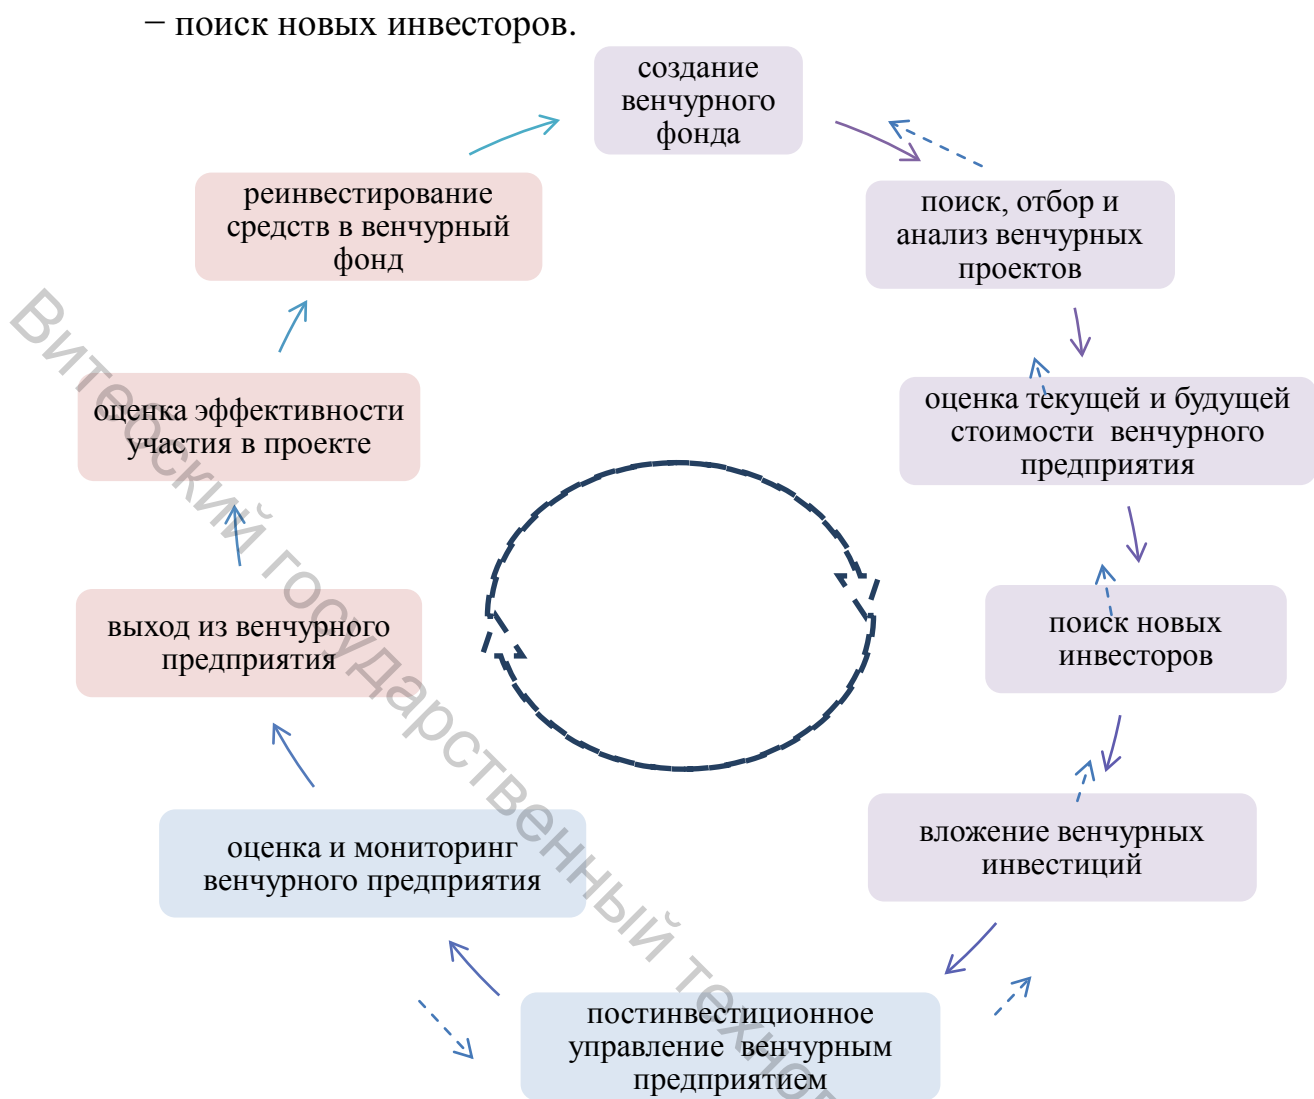 − поиск новых инвесторов.
создание
венчурного
фонда
поиск, отбор и
анализ венчурных
проектов
оценка текущей и будущей
стоимости венчурного
предприятия
поиск новых
инвесторов
вложение венчурных
инвестиций
постинвестиционное
управление венчурным
предприятием
оценка и мониторинг
венчурного предприятия
выход из венчурного
предприятия
оценка эффективности
участия в проекте
реинвестирование
средств в венчурный
фонд
Витебский государственный техно